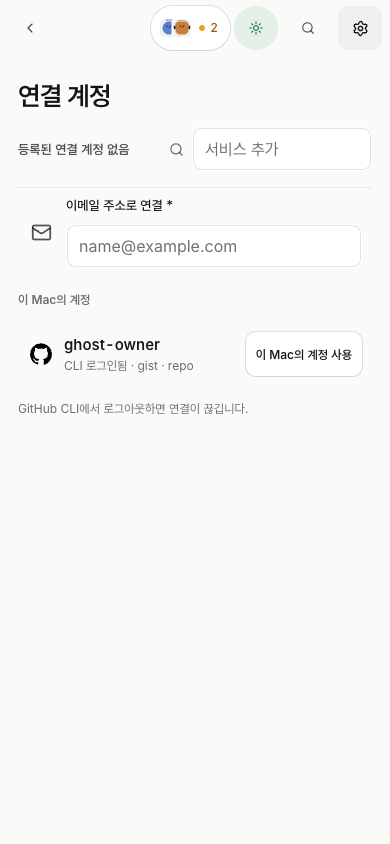 2
연결 계정
등록된 연결 계정 없음
서비스 추가
이메일 주소로 연결 *
name@example.com
이 Mac의 계정
ghost-owner
CLI 로그인됨 · gist · repo
이 Mac의 계정 사용
GitHub CLI에서 로그아웃하면 연결이 끊깁니다.